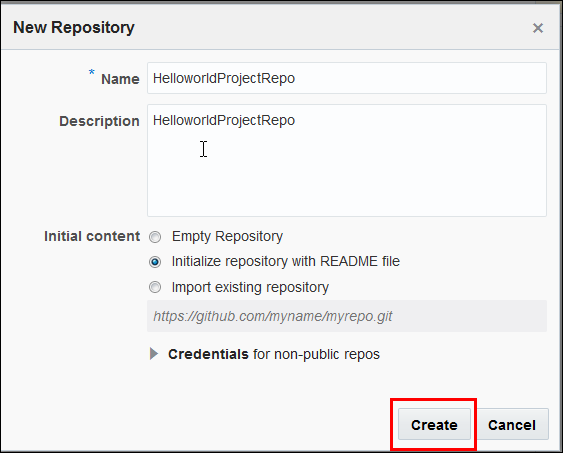 New Repository ×
* Name HelloworldProjectRepo
Description HelloworldProjectRepo
Initial content Empty Repository
Initialize repository with README file
Import existing repository
https://github.com/myname/myrepo.git
Credentials for non-public repos
Create Cancel